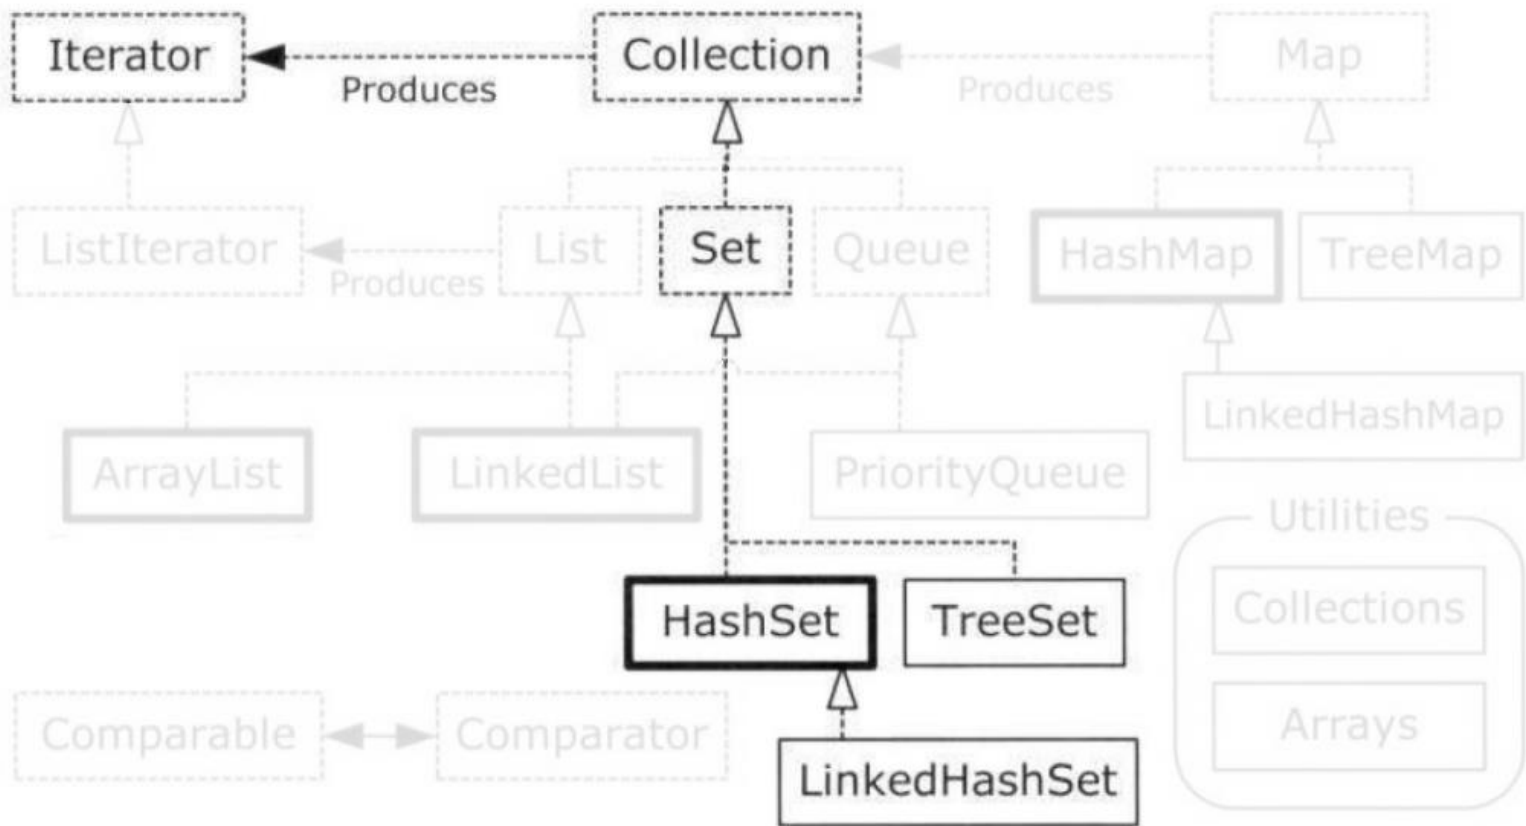 Iterator
Produces
Collection
Produces
Map
ListIterator
Produces
List
Set
Queue
HashMap
TreeMap
LinkedHashMap
ArrayList
LinkedList
PriorityQueue
Utilities
Collections
Arrays
HashSet
TreeSet
Comparable
Comparator
LinkedHashSet